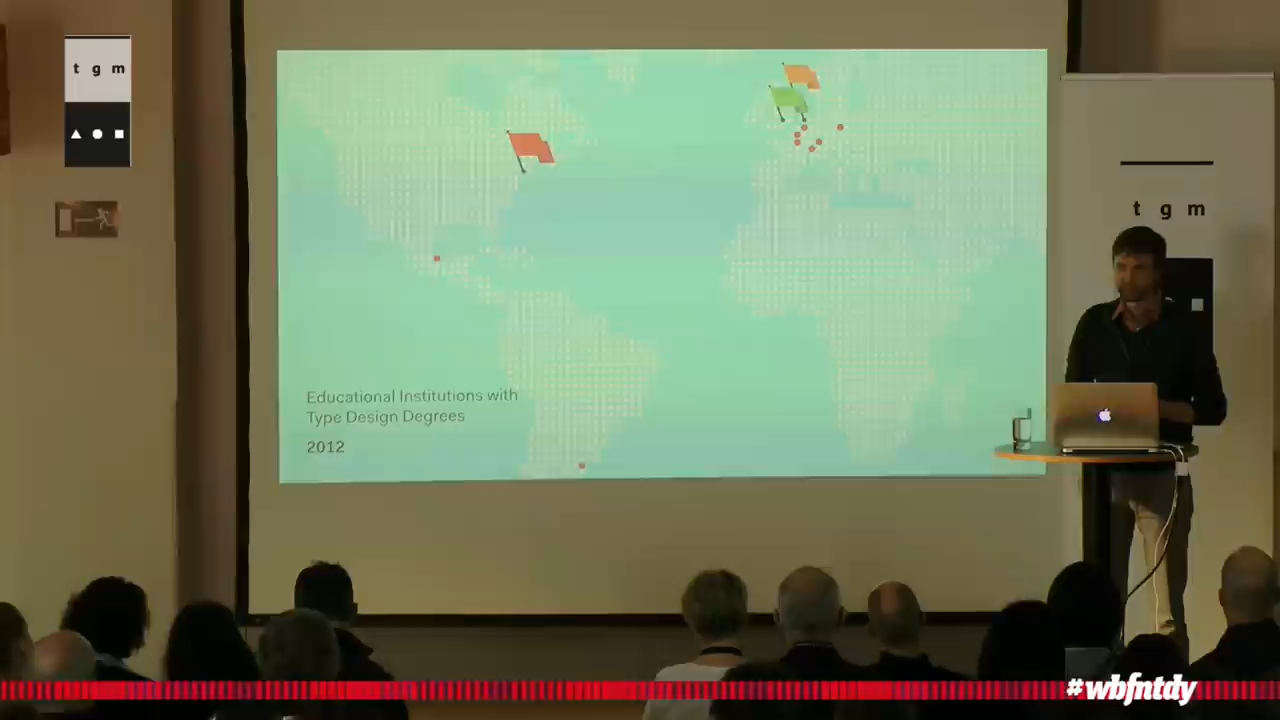 t g m
t g m
Educational Institutions with
Type Design Degrees
2012
#wbfntdy